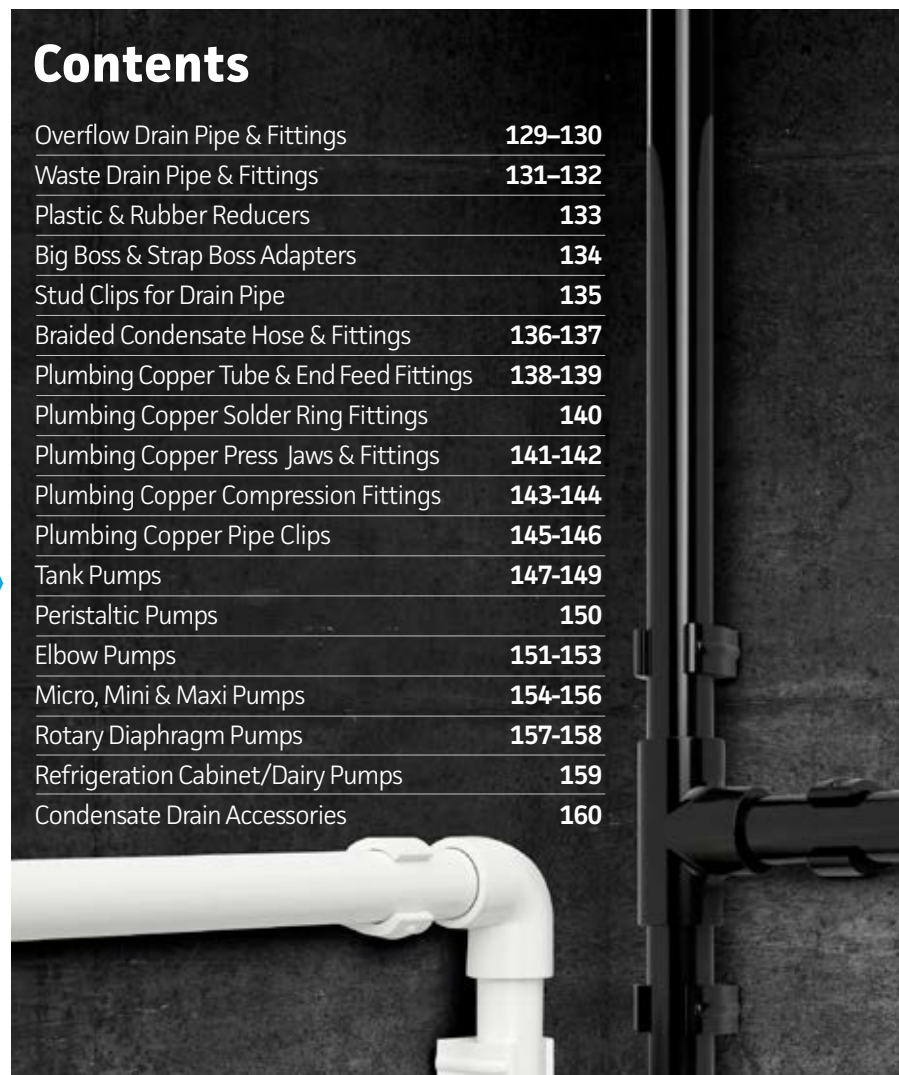 Contents
Overflow Drain Pipe & Fittings 129–130
Waste Drain Pipe & Fittings 131–132
Plastic & Rubber Reducers 133
Big Boss & Strap Boss Adapters 134
Stud Clips for Drain Pipe 135
Braided Condensate Hose & Fittings 136-137
Plumbing Copper Tube & End Feed Fittings 138-139
Plumbing Copper Solder Ring Fittings 140
Plumbing Copper Press Jaws & Fittings 141-142
Plumbing Copper Compression Fittings 143-144
Plumbing Copper Pipe Clips 145-146
Tank Pumps 147-149
Peristaltic Pumps 150
Elbow Pumps 151-153
Micro, Mini & Maxi Pumps 154-156
Rotary Diaphragm Pumps 157-158
Refrigeration Cabinet/Dairy Pumps 159
Condensate Drain Accessories 160